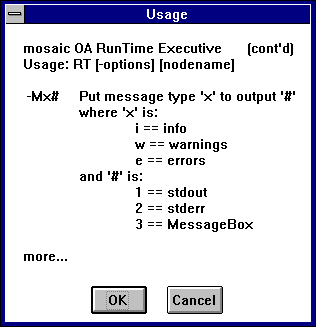 Usage
mosaic OA RunTime Executive (cont'd)
Usage: RT [-options] [nodename]
-Mx# Put message type 'x' to output '#'
where 'x' is:
i == info
w == warnings
e == errors
and '#' is:
1 == stdout
2 == stderr
3 == MessageBox
more...
OK Cancel